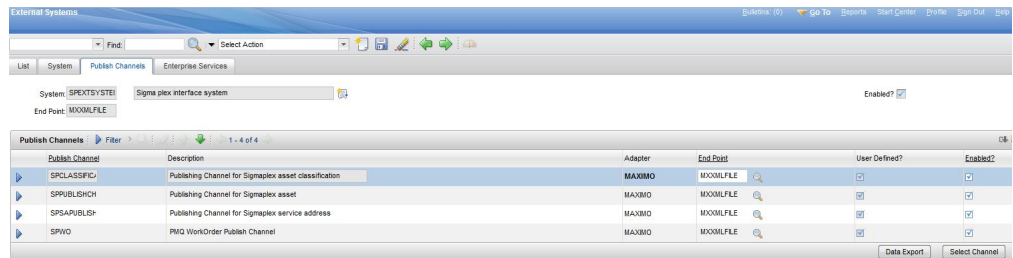 External Systems Bulletins: (0) Go To Reports Start Center Profile Sign Out Help
Find: Select Action
List System Publish Channels Enterprise Services
System: SPEXTSYSTEI Sigma plex interface system Enabled?
End Point: MXXMLFILE
Publish Channels Filter 1 - 4 of 4
Publish Channel Description Adapter End Point User Defined? Enabled?
SPCLASSIFIC Publishing Channel for Sigmaplex asset classification MAXIMO MXXMLFILE
SPPUBLISHCH Publishing Channel for Sigmaplex asset MAXIMO MXXMLFILE
SPSAPUBLISH Publishing Channel for Sigmaplex service address MAXIMO MXXMLFILE
SPWO PMQ WorkOrder Publish Channel MAXIMO MXXMLFILE
Data Export Select Channel